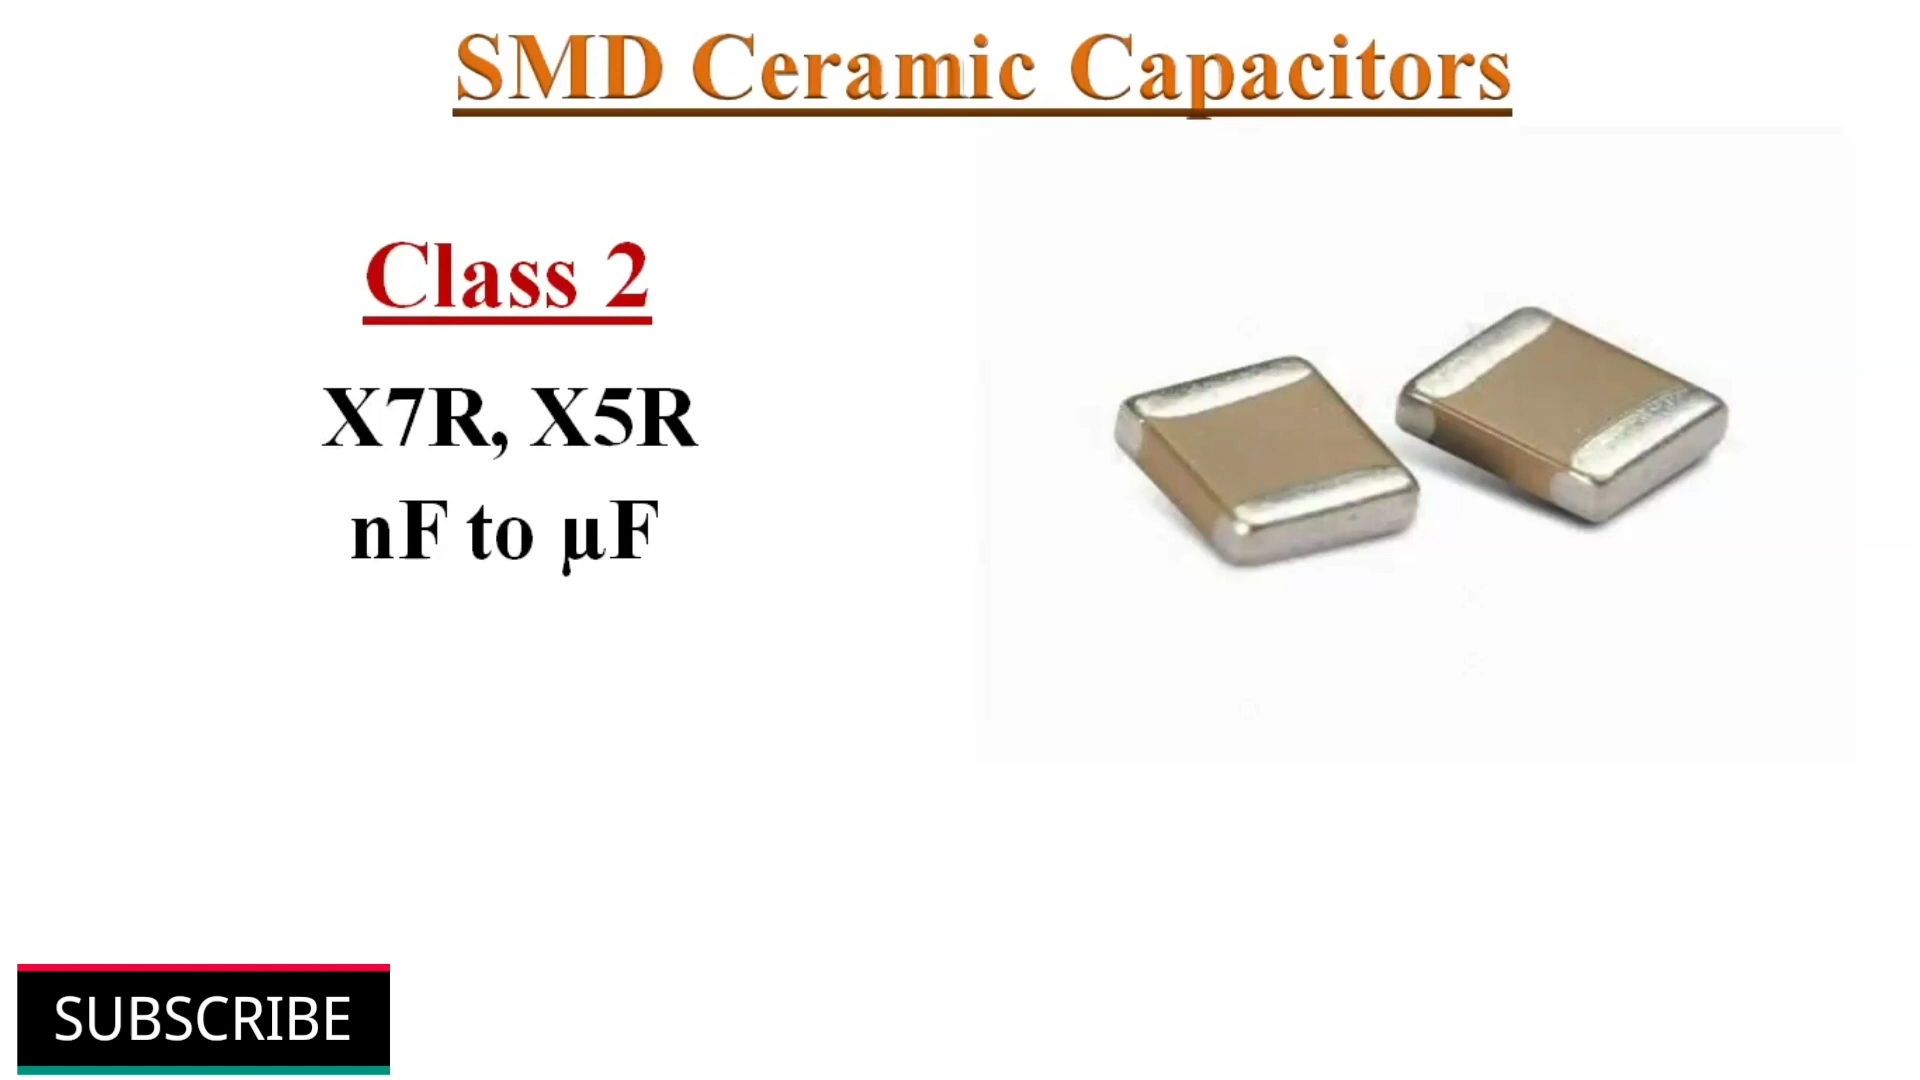 SMD Ceramic Capacitors
Class 2
X7R, X5R
nF to µF
SUBSCRIBE